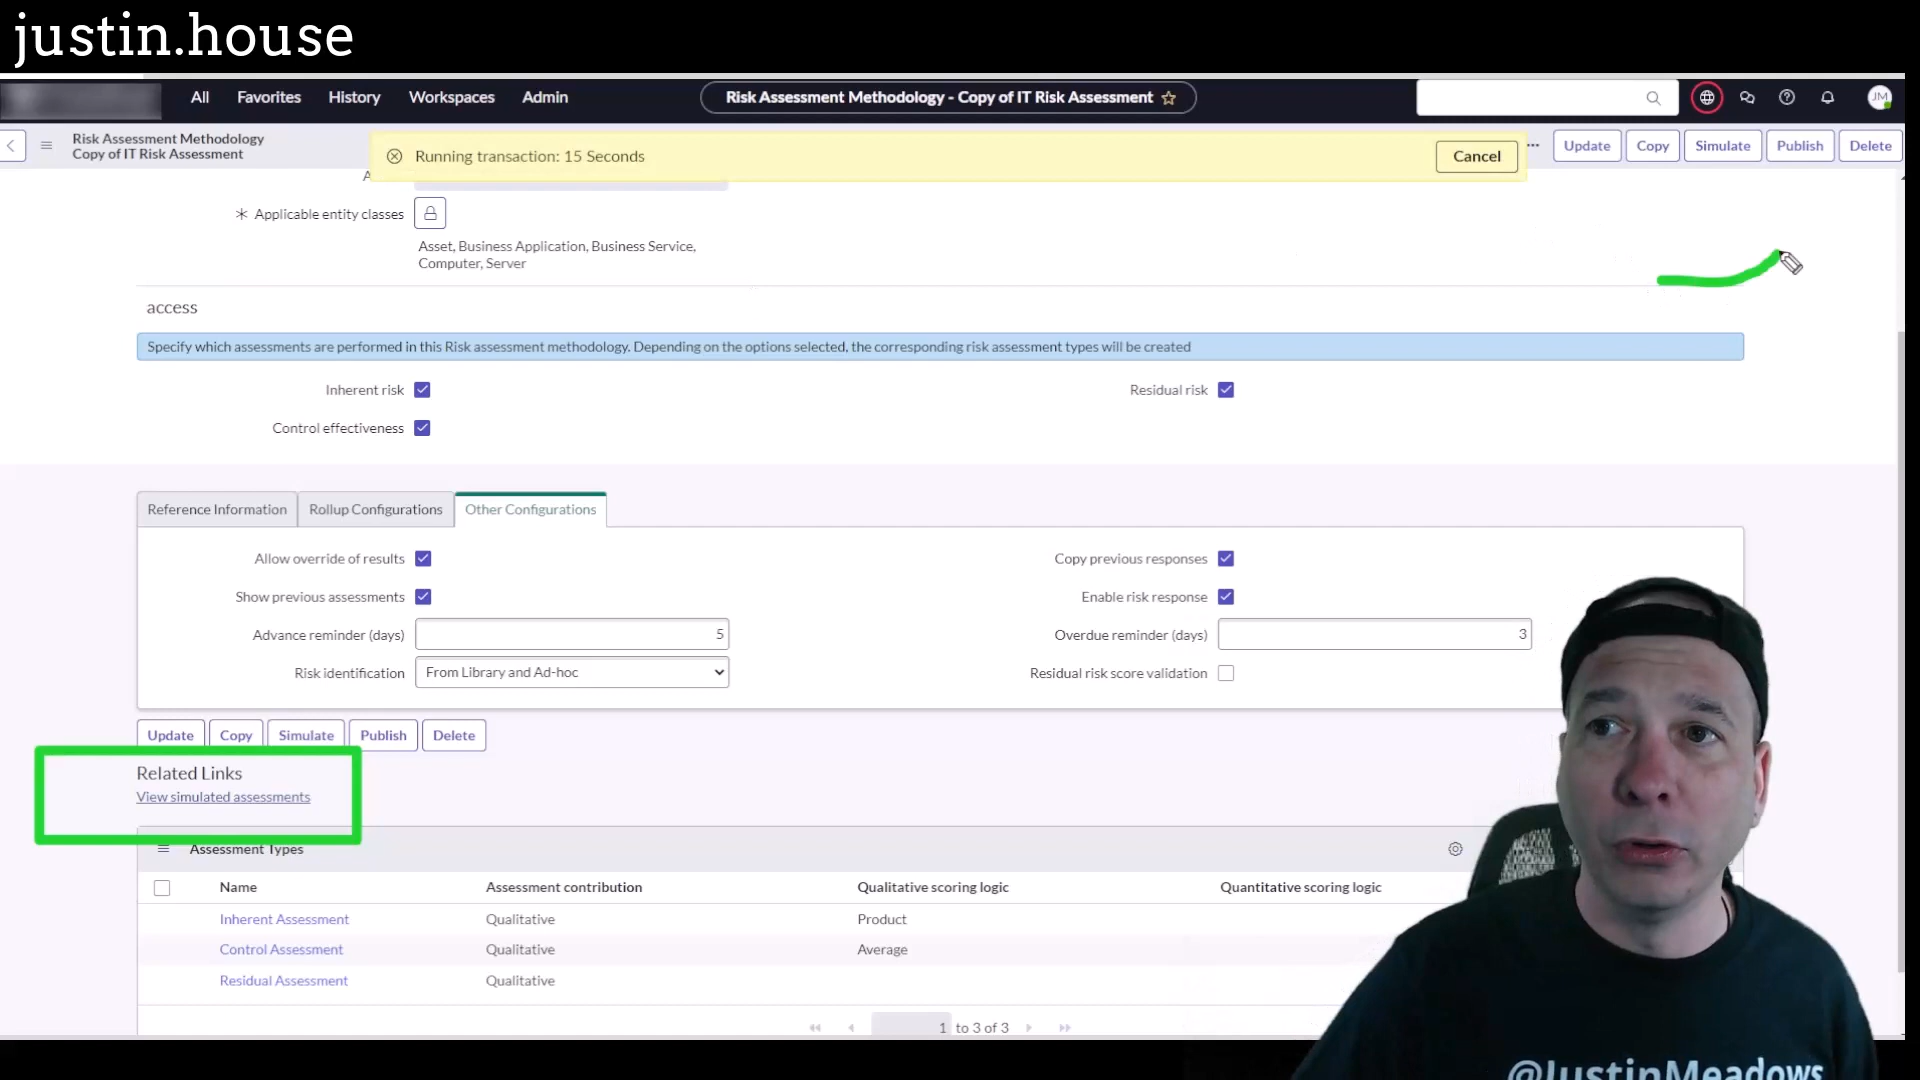 justin.house
All Favorites History Workspaces Admin
Risk Assessment Methodology - Copy of IT Risk Assessment
JM
Risk Assessment Methodology
Copy of IT Risk Assessment
Running transaction: 15 Seconds
Cancel
Update Copy Simulate Publish Delete
Applicable entity classes
Asset, Business Application, Business Service,
Computer, Server
access
Specify which assessments are performed in this Risk assessment methodology. Depending on the options selected, the corresponding risk assessment types will be created
Inherent risk
Residual risk
Control effectiveness
Reference Information Rollup Configurations Other Configurations
Allow override of results
Copy previous responses
Show previous assessments
Enable risk response
Advance reminder (days) 5
Overdue reminder (days) 3
Risk identification From Library and Ad-hoc
Residual risk score validation
Update Copy Simulate Publish Delete
Related Links
View simulated assessments
Assessment Types
Name Assessment contribution Qualitative scoring logic Quantitative scoring logic
Inherent Assessment Qualitative Product
Control Assessment Qualitative Average
Residual Assessment Qualitative
1 to 3 of 3
@JustinMeadows